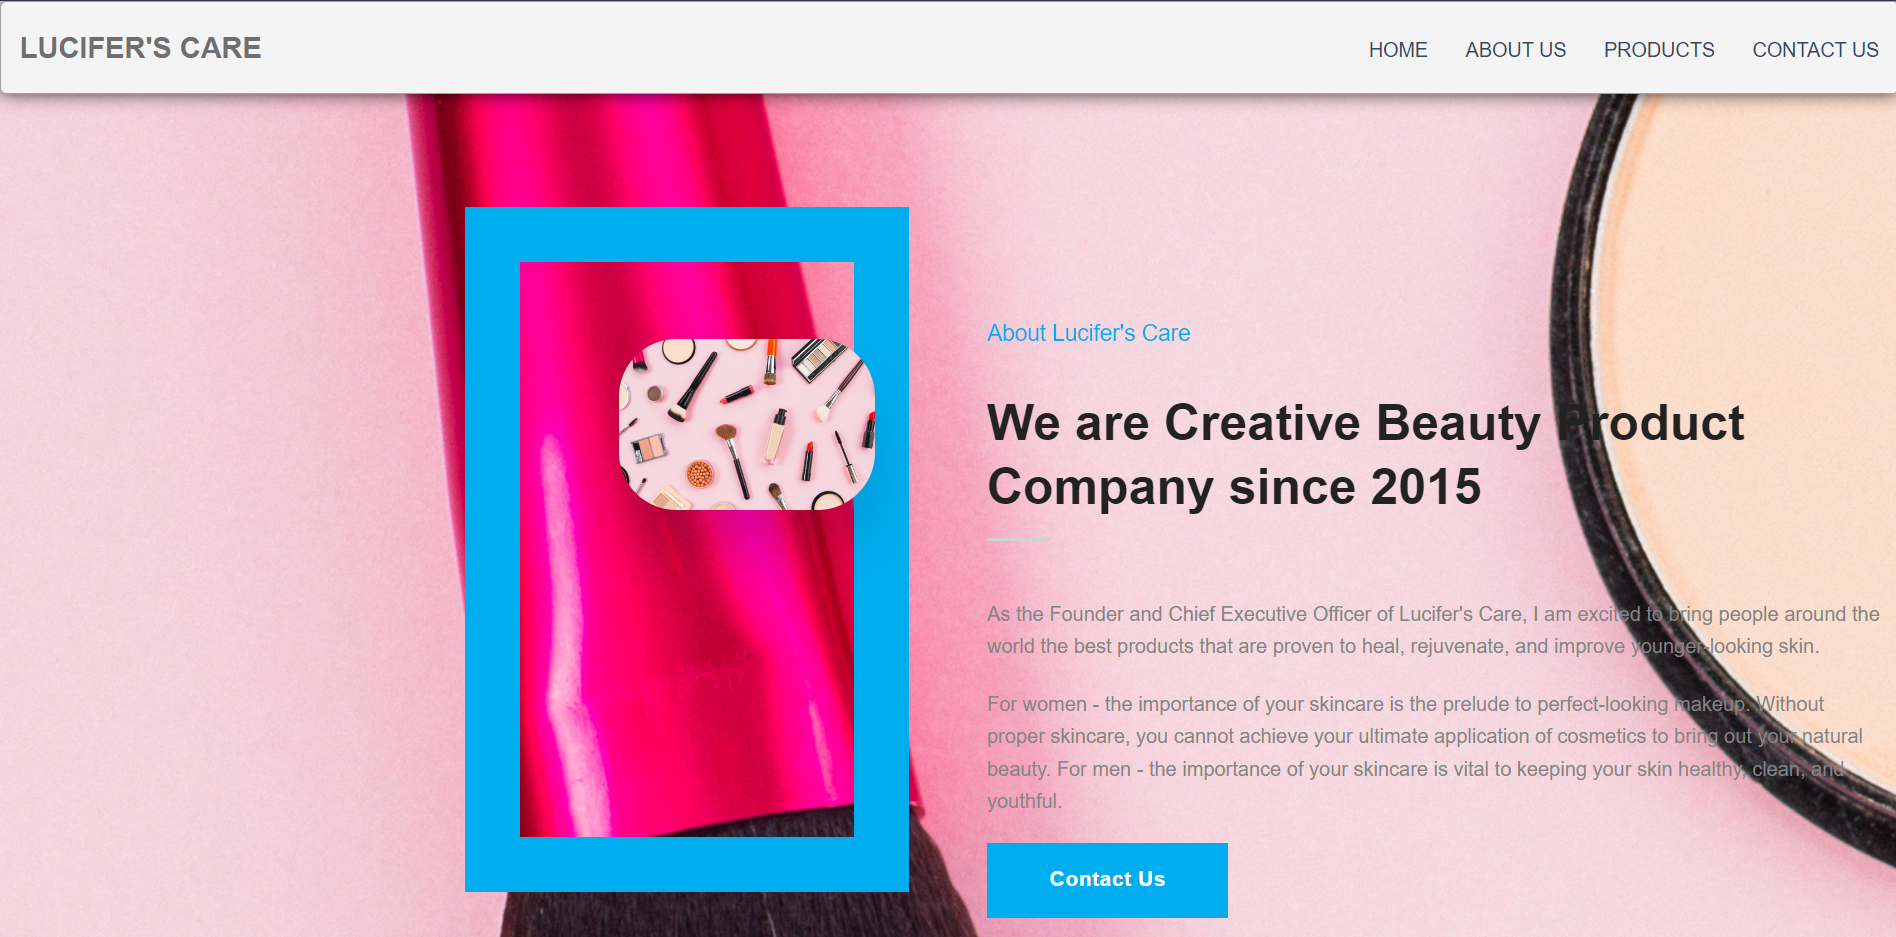 LUCIFER'S CARE
HOME ABOUT US PRODUCTS CONTACT US
About Lucifer's Care
We are Creative Beauty Product
Company since 2015
As the Founder and Chief Executive Officer of Lucifer's Care, I am excited to bring people around the
world the best products that are proven to heal, rejuvenate, and improve younger-looking skin.
For women - the importance of your skincare is the prelude to perfect-looking makeup. Without
proper skincare, you cannot achieve your ultimate application of cosmetics to bring out your natural
beauty. For men - the importance of your skincare is vital to keeping your skin healthy, clean, and
youthful.
Contact Us